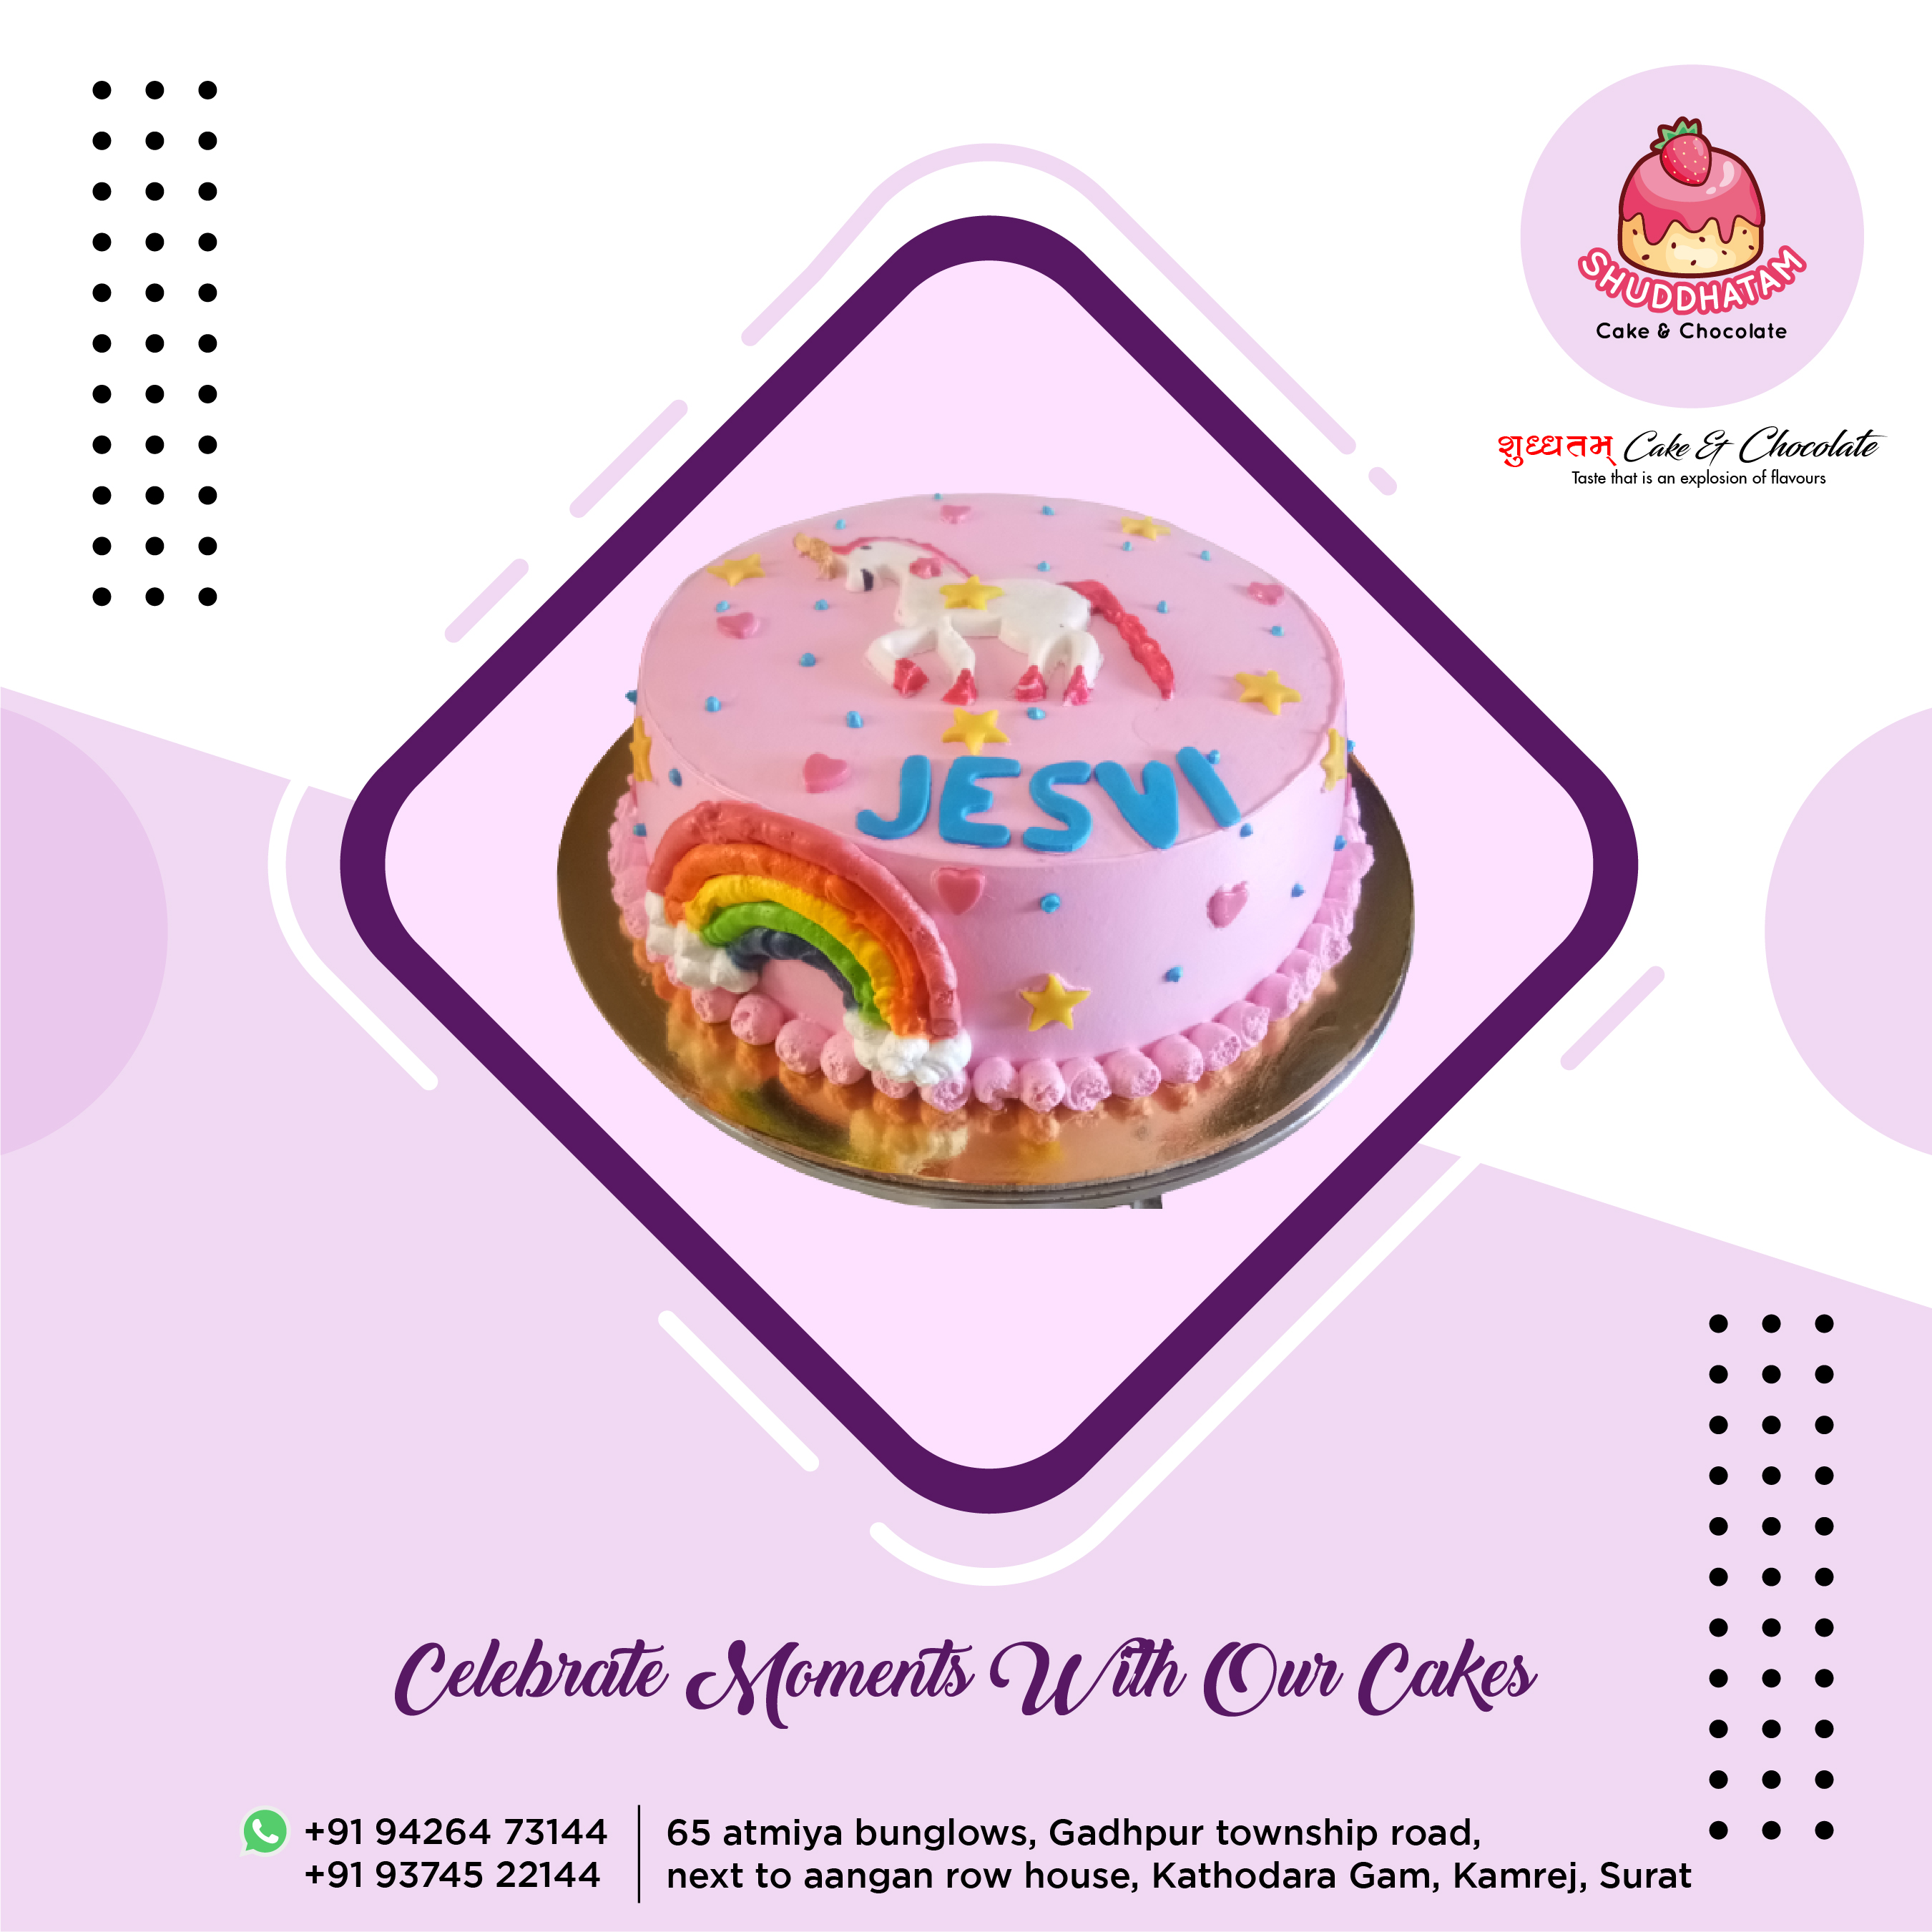 SHUDDHATAM
Cake & Chocolate
शुध्धतम् Cake & Chocolate
Taste that is an explosion of flavours
JESVI
Celebrate Moments With Our Cakes
+91 94264 73144
+91 93745 22144
65 atmiya bunglows, Gadhpur township road,
next to aangan row house, Kathodara Gam, Kamrej, Surat